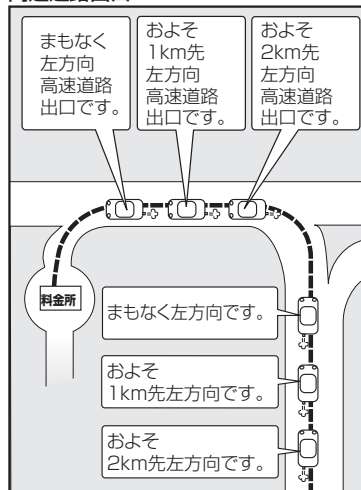 まもなく
左方向
高速道路
出口です。
およそ
1km先
左方向
高速道路
出口です。
およそ
2km先
左方向
高速道路
出口です。
料金所
まもなく左方向です。
およそ
1km先左方向です。
およそ
2km先左方向です。